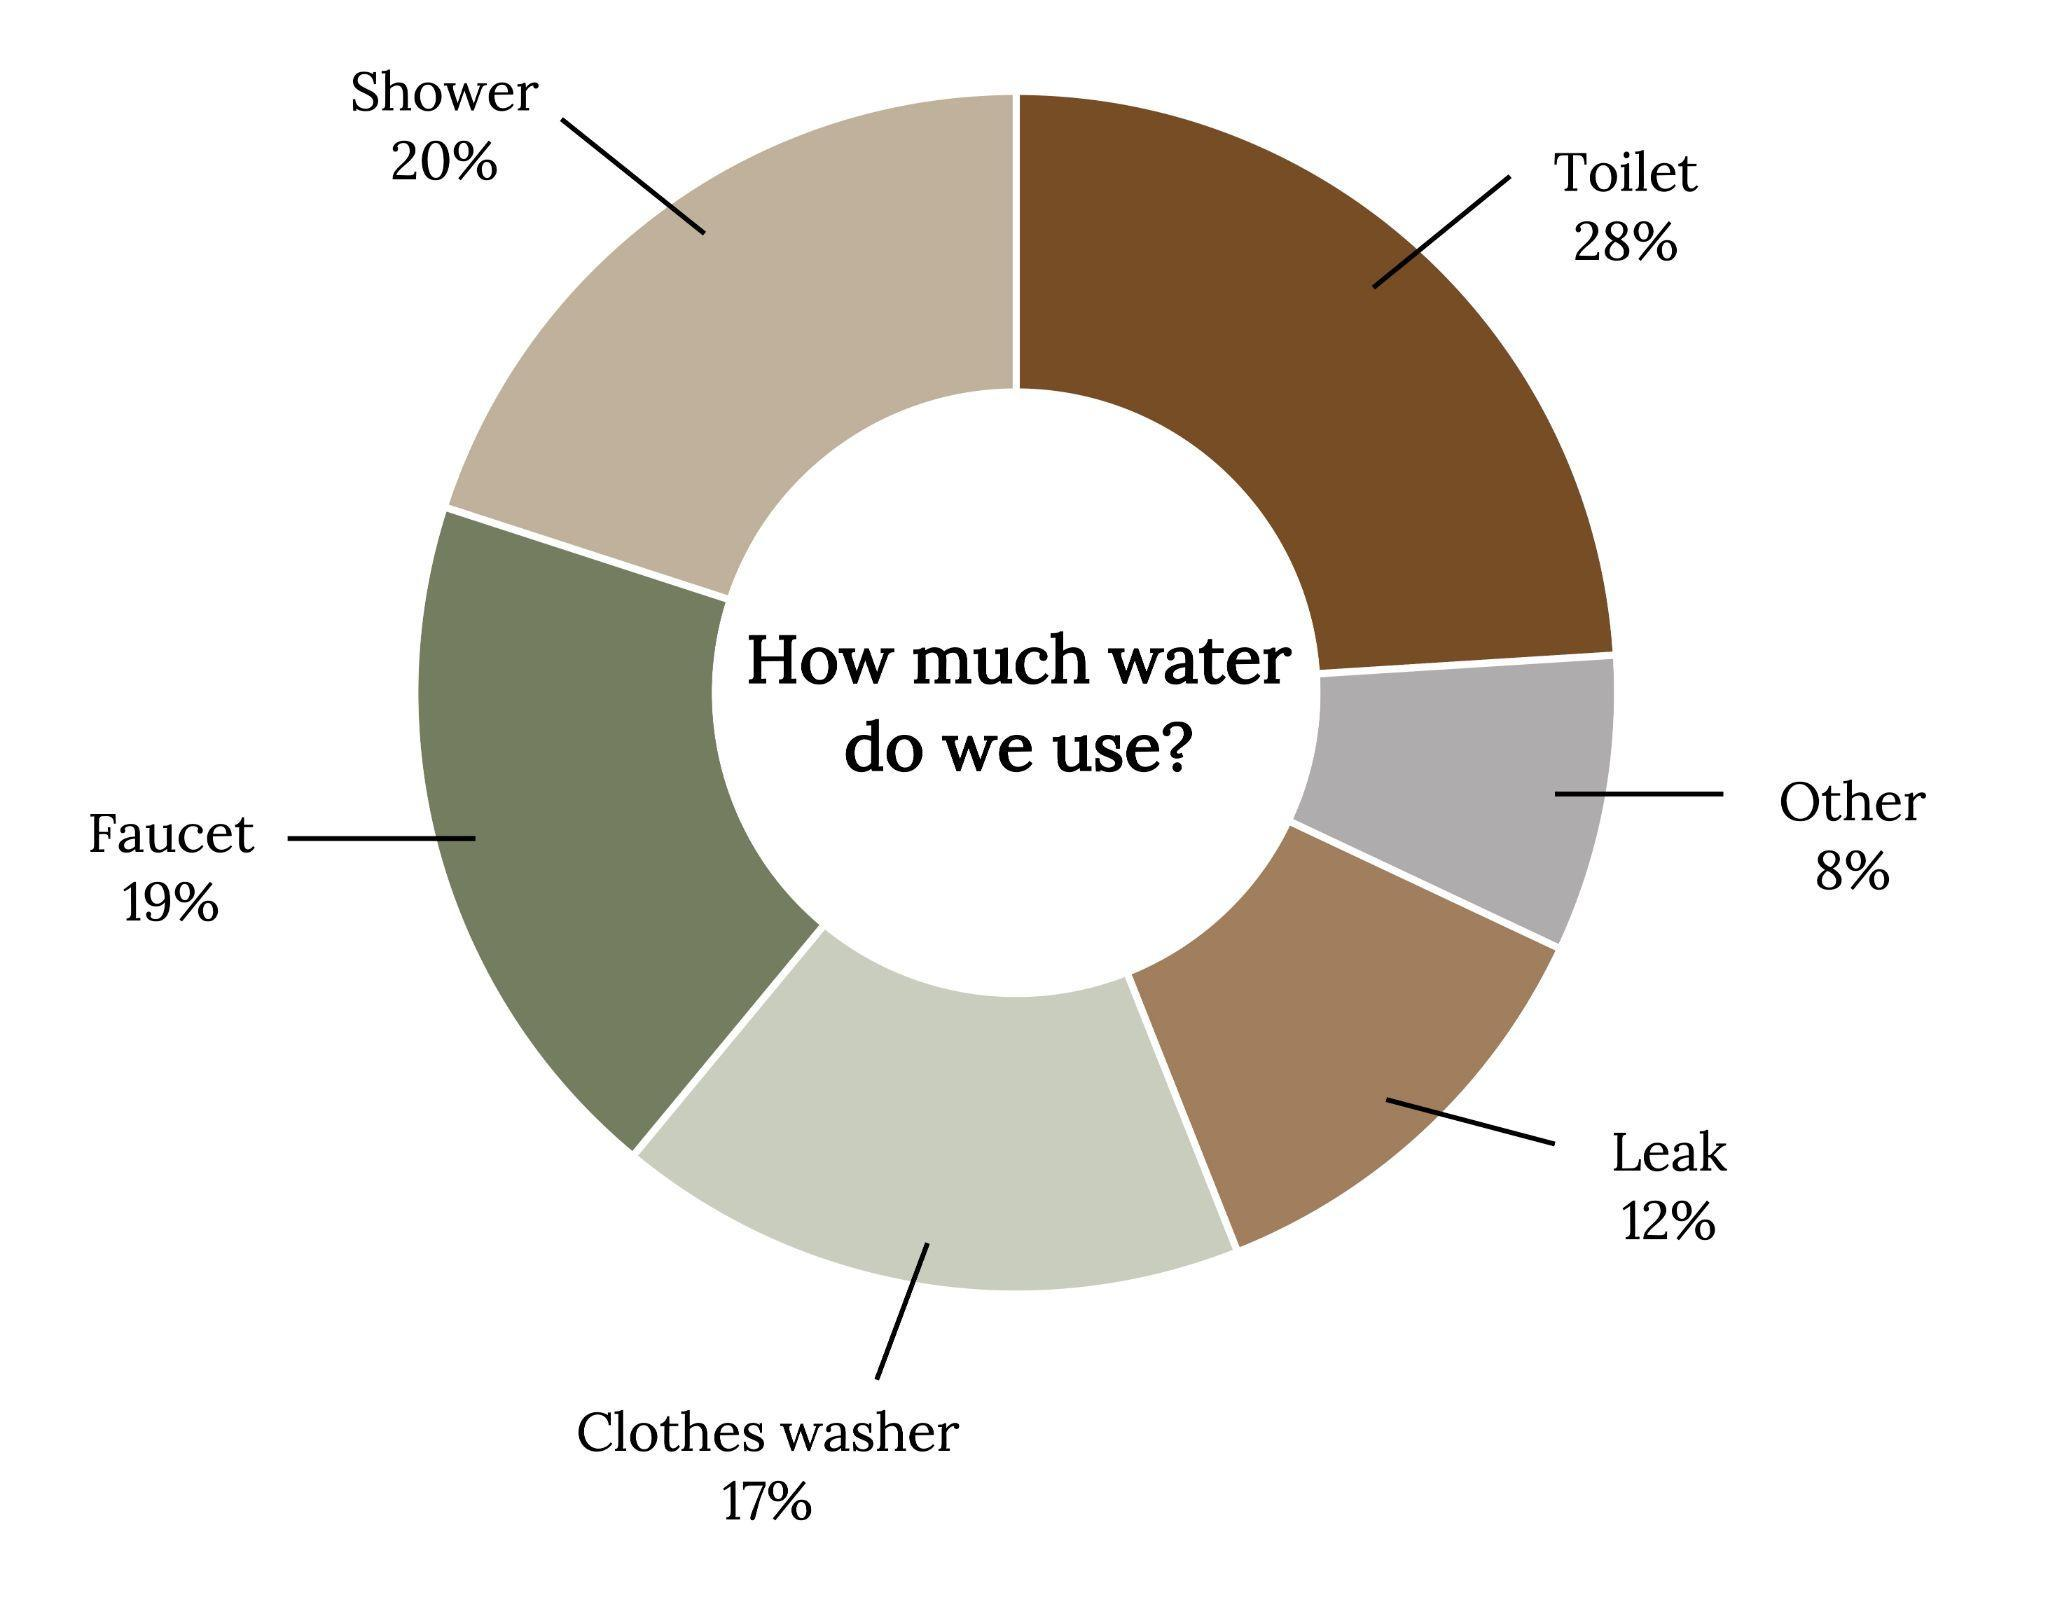 Shower
20%
Toilet
28%
How much water
do we use?
Other
8%
Faucet
19%
Leak
12%
Clothes washer
17%